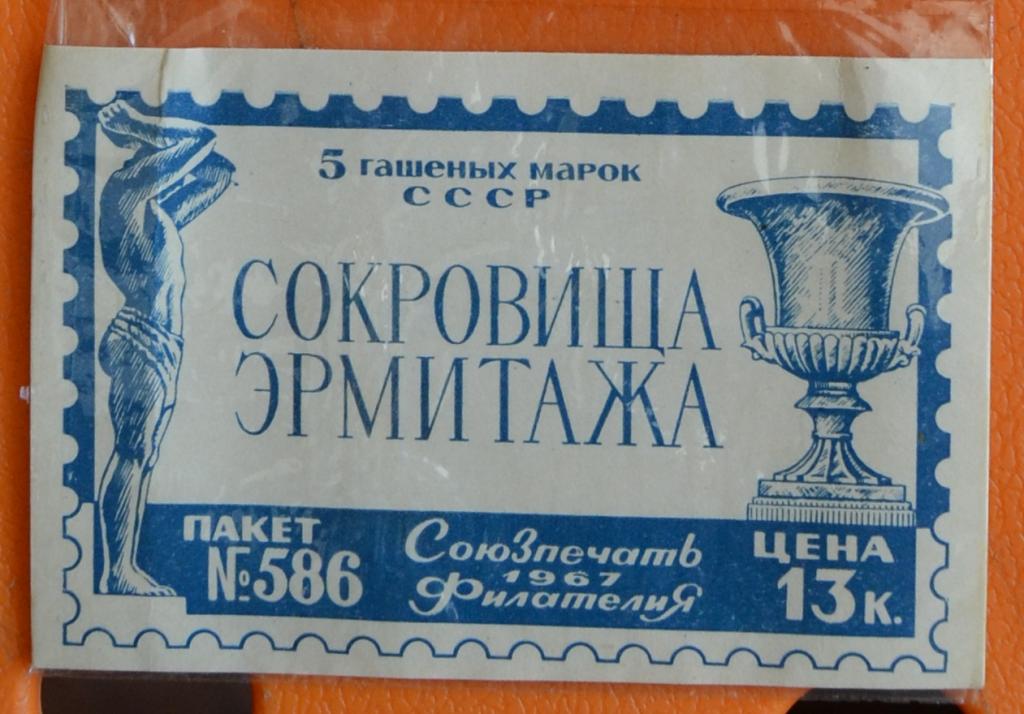 5 гашеных марок
СССР
СОКРОВИЩА
ЭРМИТАЖА
ПАКЕТ
№586
СоюЗпечать
1967
ФилателиЯ
ЦЕНА
13к.